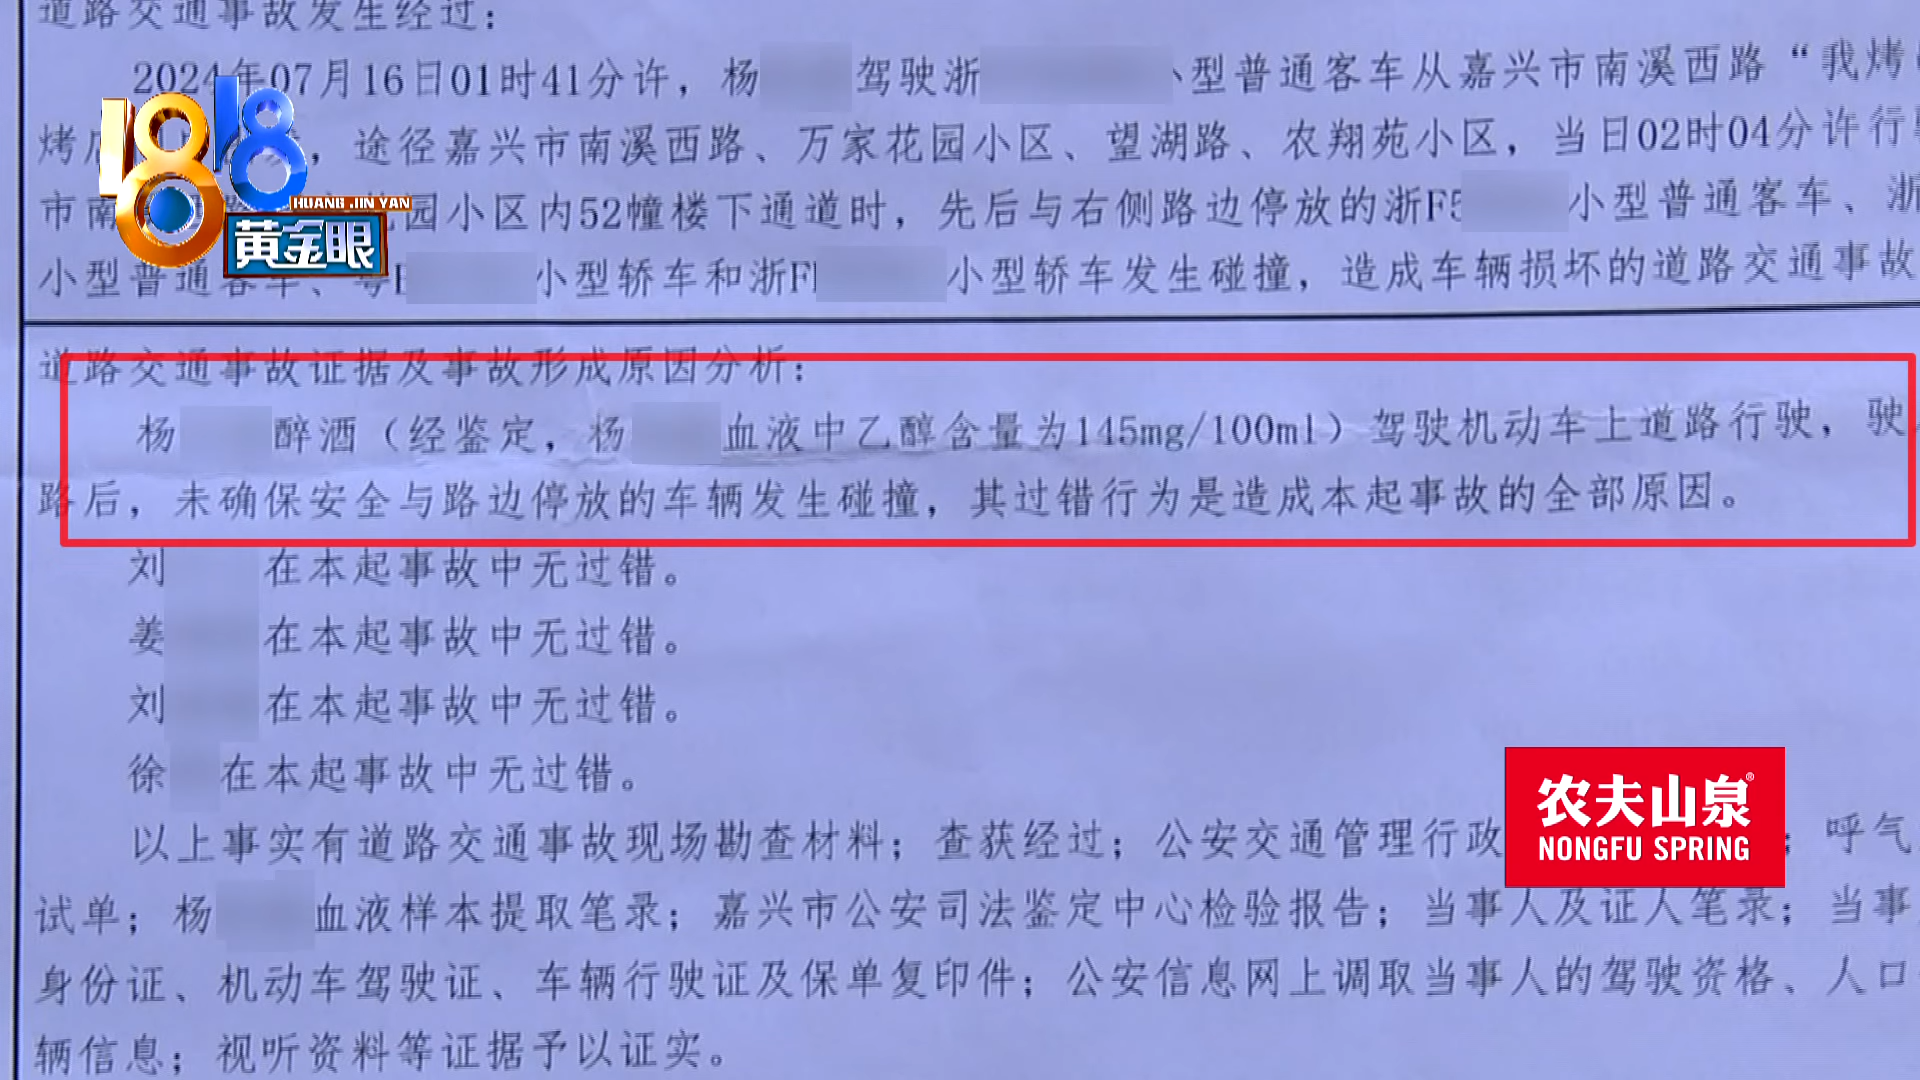 道路交通事故发生经过：
2024年07月16日01时41分许，杨 驾驶浙 小型普通客车从嘉兴市南溪西路“我烤
烤 ，途径嘉兴市南溪西路、万家花园小区、望湖路、农翔苑小区，当日02时04分许行
市南 花园小区内52幢楼下通道时，先后与右侧路边停放的浙F5 小型普通客车、浙
小型普通客车、粤 小型轿车和浙F 小型轿车发生碰撞，造成车辆损坏的道路交通事故
1818
HUANG JIN YAN
黄金眼
道路交通事故证据及事故形成原因分析：
杨 醉酒（经鉴定，杨 血液中乙醇含量为145mg/100ml）驾驶机动车上道路行驶，驶
路后，未确保安全与路边停放的车辆发生碰撞，其过错行为是造成本起事故的全部原因。
刘 在本起事故中无过错。
姜 在本起事故中无过错。
刘 在本起事故中无过错。
徐 在本起事故中无过错。
以上事实有道路交通事故现场勘查材料；查获经过；公安交通管理行政 ；呼气
试单；杨 血液样本提取笔录；嘉兴市公安司法鉴定中心检验报告；当事人及证人笔录；当事
身份证、机动车驾驶证、车辆行驶证及保单复印件；公安信息网上调取当事人的驾驶资格、人口
辆信息；视听资料等证据予以证实。
农夫山泉®
NONGFU SPRING